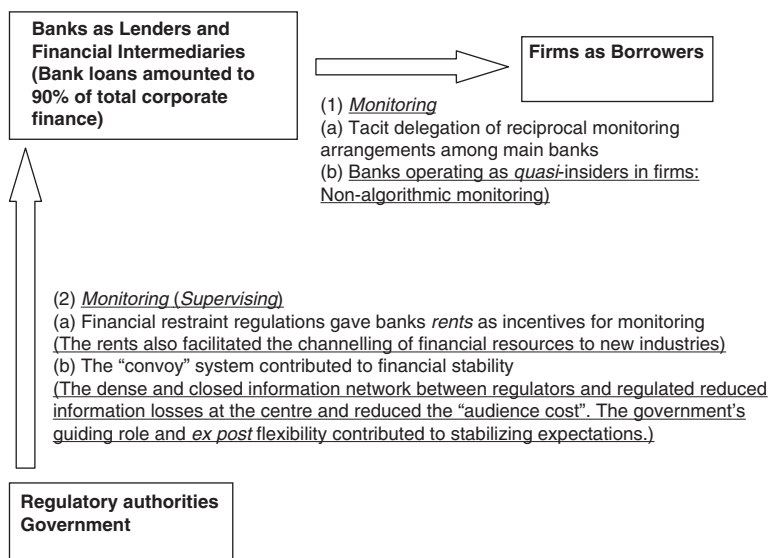 Banks as Lenders and
Financial Intermediaries
(Bank loans amounted to
90% of total corporate
finance)
Firms as Borrowers
(1) Monitoring
(a) Tacit delegation of reciprocal monitoring
arrangements among main banks
(b) Banks operating as quasi-insiders in firms:
Non-algorithmic monitoring)
(2) Monitoring (Supervising)
(a) Financial restraint regulations gave banks rents as incentives for monitoring
(The rents also facilitated the channelling of financial resources to new industries)
(b) The “convoy” system contributed to financial stability
(The dense and closed information network between regulators and regulated reduced
information losses at the centre and reduced the “audience cost”. The government’s
guiding role and ex post flexibility contributed to stabilizing expectations.)
Regulatory authorities
Government